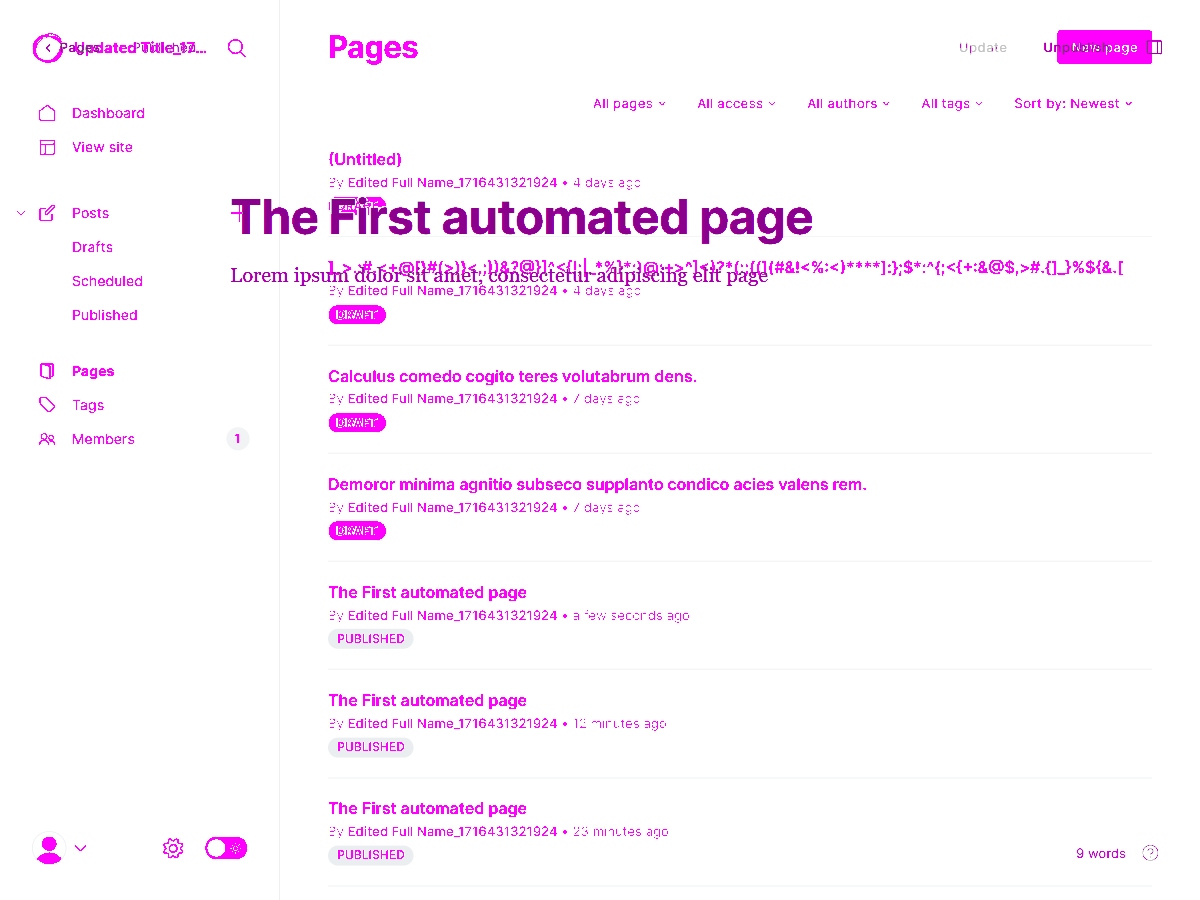 Pages Published
Updated Title_17...
Pages
Update
Unpublish
New page
Dashboard
View site
All pages
All access
All authors
All tags
Sort by: Newest
(Untitled)
By Edited Full Name_1716431321924 • 4 days ago
DRAFT
Posts
The First automated page
Drafts
Lorem ipsum dolor sit amet, consectetur adipiscing elit page
Scheduled
By Edited Full Name_1716431321924 • 4 days ago
DRAFT
Published
Pages
Calculus comedo cogito teres volutabrum dens.
By Edited Full Name_1716431321924 • 7 days ago
DRAFT
Tags
Members
1
Demoror minima agnitio subseco supplanto condico acies valens rem.
By Edited Full Name_1716431321924 • 7 days ago
DRAFT
The First automated page
By Edited Full Name_1716431321924 • a few seconds ago
PUBLISHED
The First automated page
By Edited Full Name_1716431321924 • 12 minutes ago
PUBLISHED
The First automated page
By Edited Full Name_1716431321924 • 23 minutes ago
PUBLISHED
9 words
?